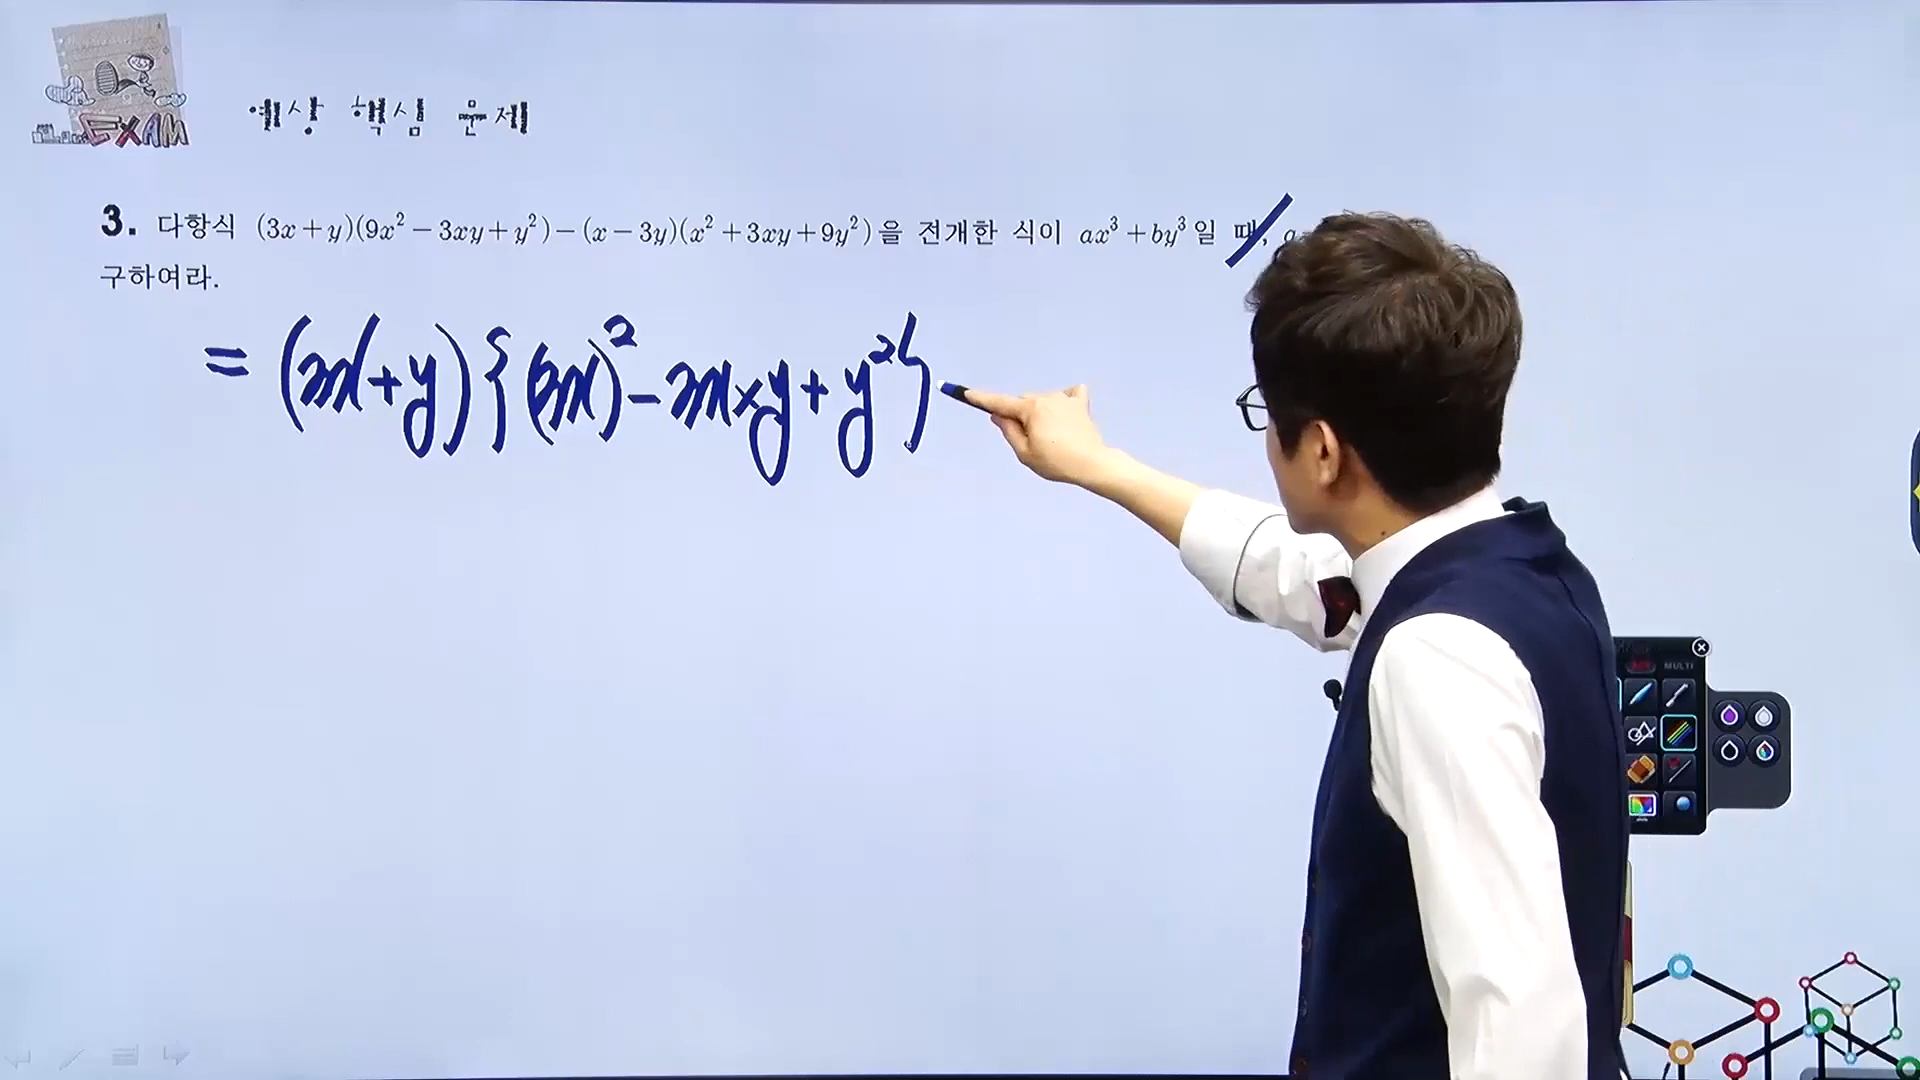 EXAM
예상 핵심 문제
3. 다항식 (3x+y)(9x²−3xy+y²)−(x−3y)(x²+3xy+9y²)을 전개한 식이 ax³+by³일 때, a
구하여라.
= (3x+y){(3x)²−3x×y+y²}
MULTI